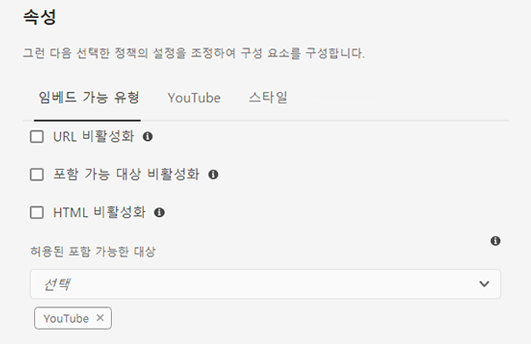 속성
그런 다음 선택한 정책의 설정을 조정하여 구성 요소를 구성합니다.
임베드 가능 유형 YouTube 스타일
URL 비활성화
포함 가능 대상 비활성화
HTML 비활성화
허용된 포함 가능한 대상
선택
YouTube